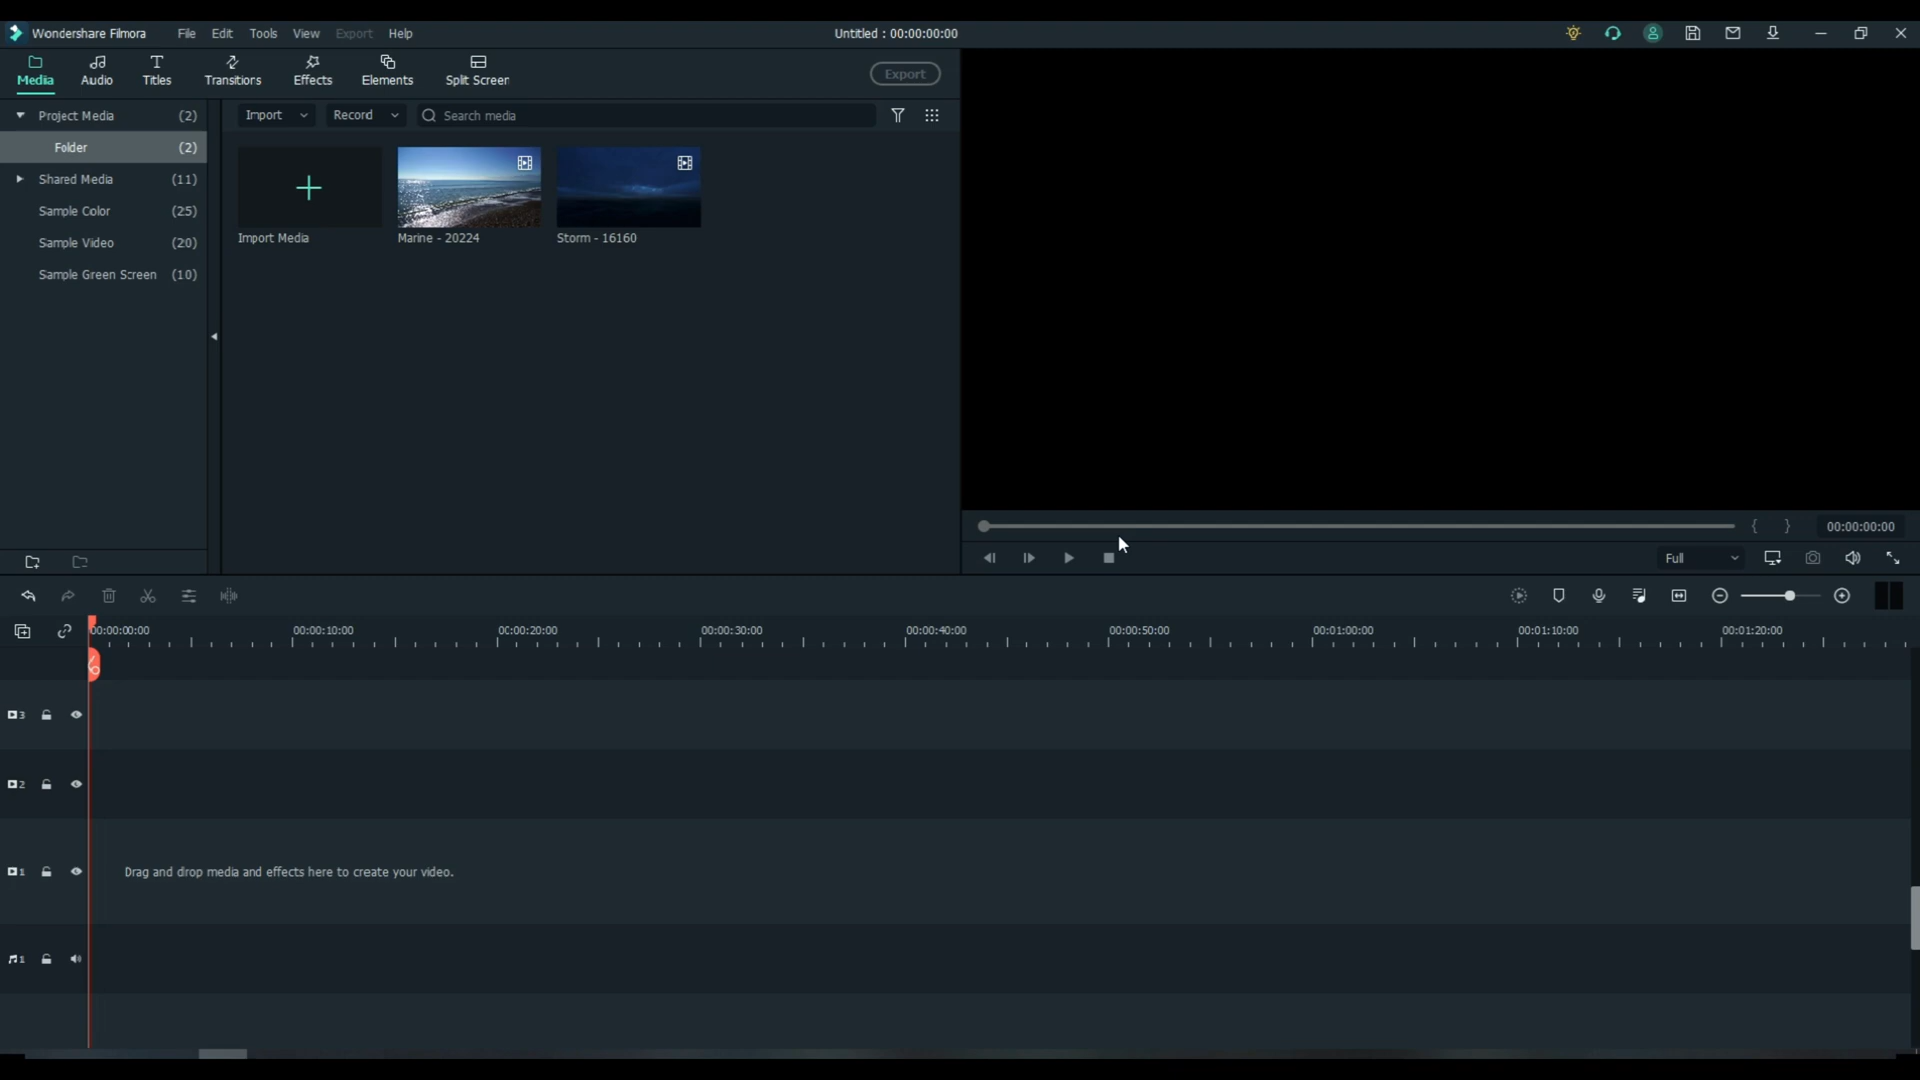 Wondershare Filmora File Edit Tools View Export Help Untitled : 00:00:00:00
Media Audio Titles Transitions Effects Elements Split Screen Export
Project Media (2) Import Record Search media
Folder (2)
Shared Media (11)
Sample Color (25)
Sample Video (20)
Sample Green Screen (10)
Import Media Marine - 20224 Storm - 16160
{ } 00:00:00:00
Full
00:00:00:00 00:00:10:00 00:00:20:00 00:00:30:00 00:00:40:00 00:00:50:00 00:01:00:00 00:01:10:00 00:01:20:00
3
2
1 Drag and drop media and effects here to create your video.
1